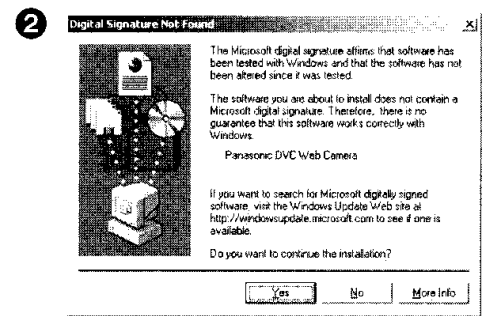 2
Digital Signature Not Found
The Microsoft digital signature affirms that software has
been tested with Windows and that the software has not
been altered since it was tested.
The software you are about to install does not contain a
Microsoft digital signature. Therefore, there is no
guarantee that this software works correctly with
Windows.
Panasonic DVC Web Camera
If you want to search for Microsoft digitally signed
software, visit the Windows Update Web site at
http://windowsupdate.microsoft.com to see if one is
available.
Do you want to continue the installation?
Yes No More Info